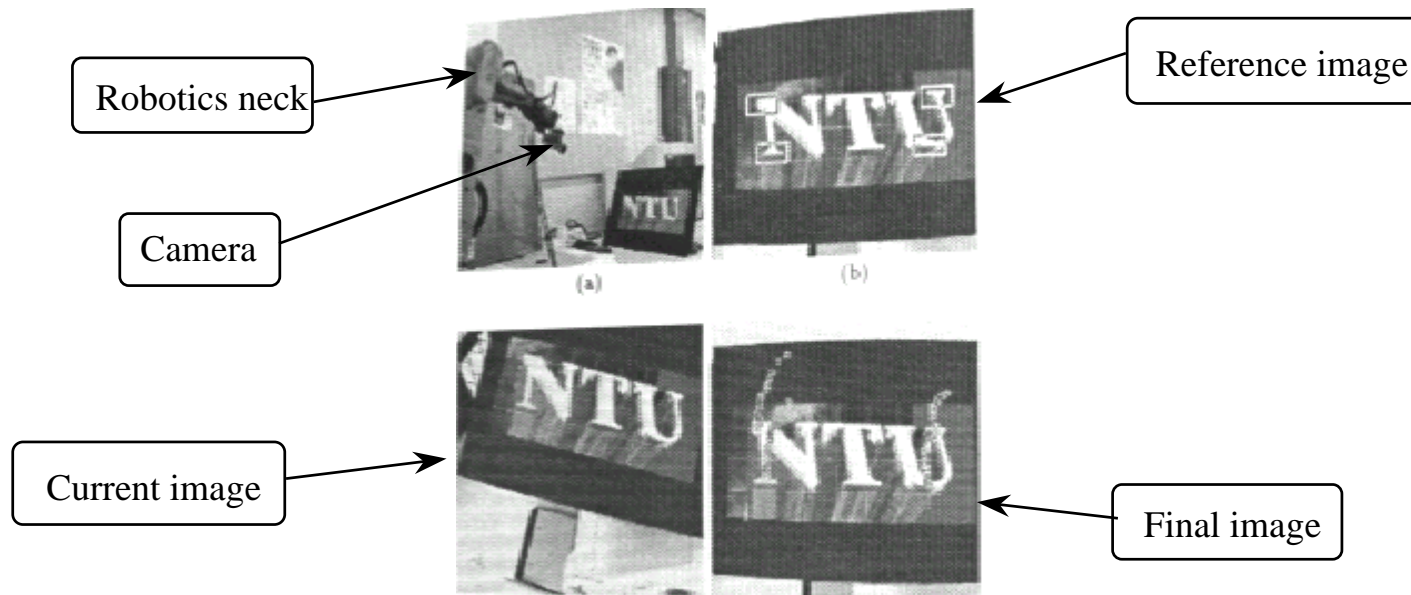 Robotics neck
Reference image
NTU
NTU
Camera
(a)
(b)
NTU
NTU
Current image
Final image